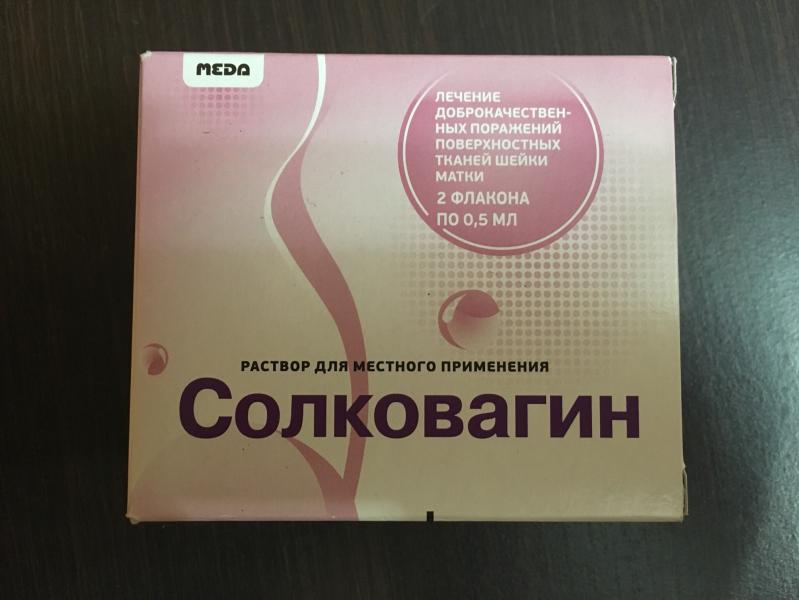 MEDA
ЛЕЧЕНИЕ
ДОБРОКАЧЕСТВЕН-
НЫХ ПОРАЖЕНИЙ
ПОВЕРХНОСТНЫХ
ТКАНЕЙ ШЕЙКИ
МАТКИ
2 ФЛАКОНА
ПО 0,5 МЛ
РАСТВОР ДЛЯ МЕСТНОГО ПРИМЕНЕНИЯ
Солковагин